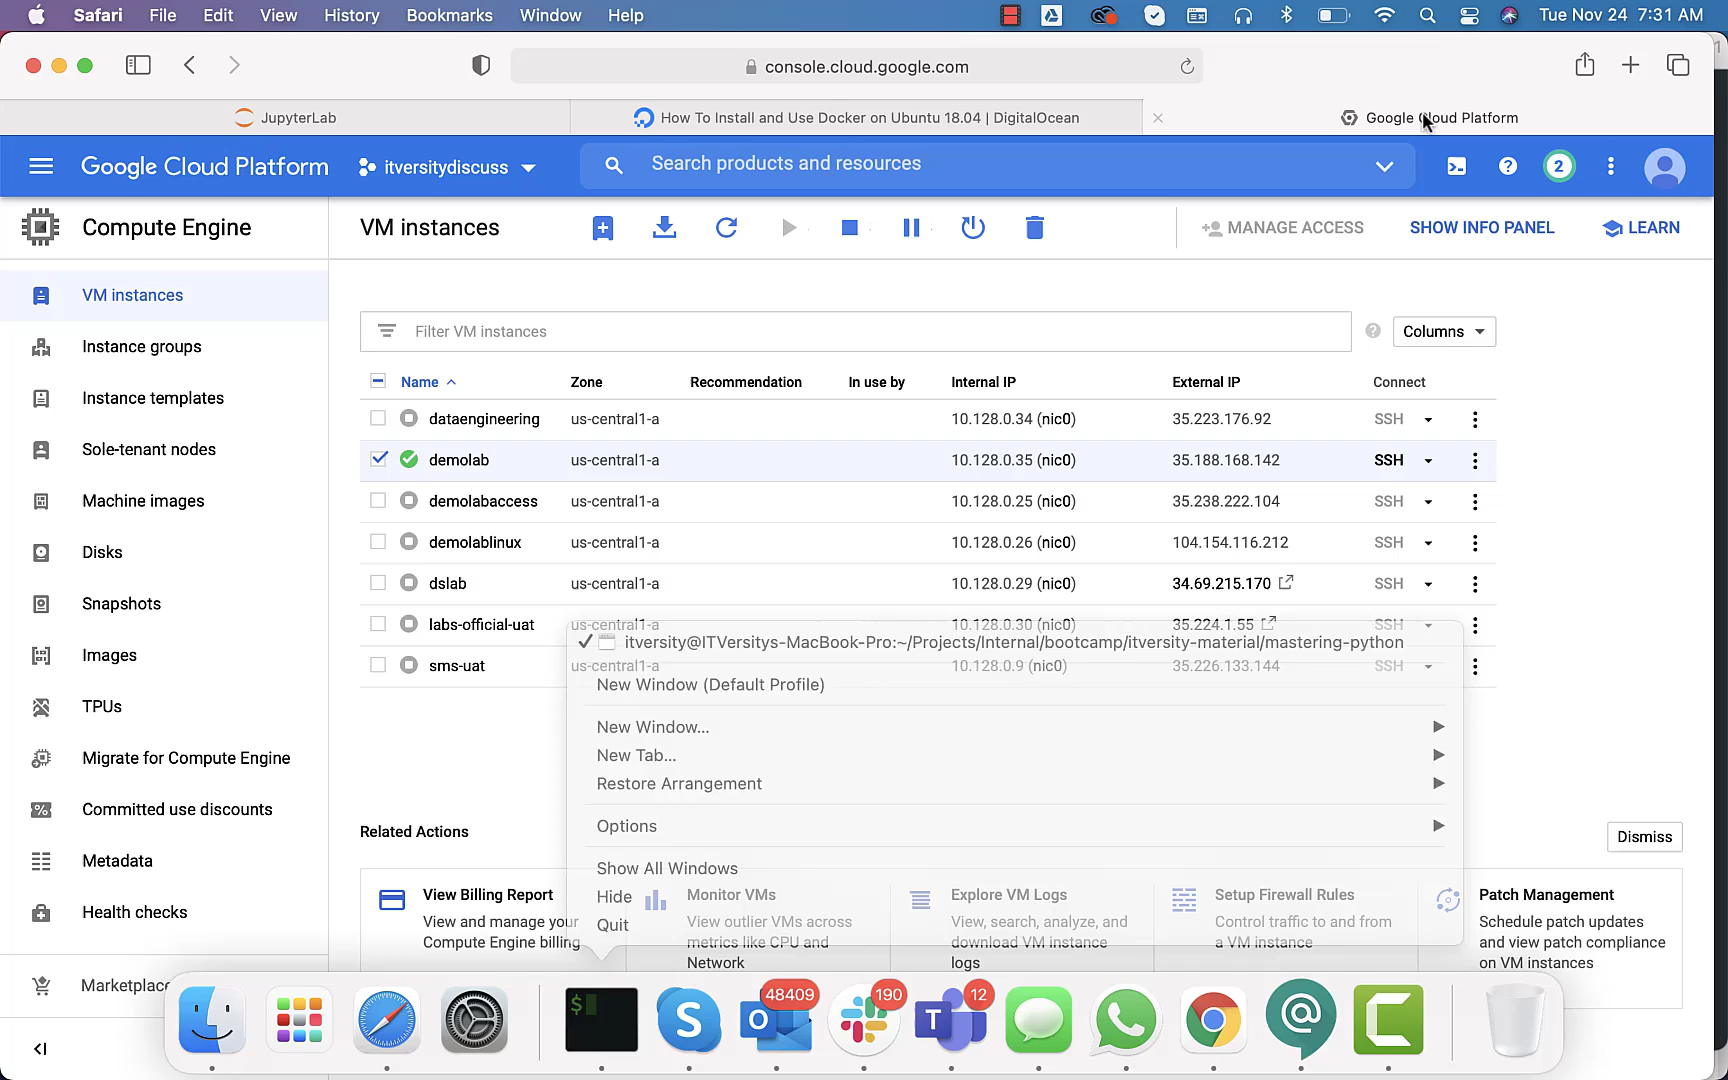 Safari File Edit View History Bookmarks Window Help Tue Nov 24 7:31 AM
console.cloud.google.com
JupyterLab
How To Install and Use Docker on Ubuntu 18.04 | DigitalOcean
Google Cloud Platform
Google Cloud Platform itversitydiscuss Search products and resources 2
Compute Engine
VM instances
MANAGE ACCESS SHOW INFO PANEL LEARN
VM instances
Instance groups
Instance templates
Sole-tenant nodes
Machine images
Disks
Snapshots
Images
TPUs
Migrate for Compute Engine
Committed use discounts
Metadata
Health checks
Marketplace
Filter VM instances
Columns
Name Zone Recommendation In use by Internal IP External IP Connect
dataengineering us-central1-a 10.128.0.34 (nic0) 35.223.176.92 SSH
demolab us-central1-a 10.128.0.35 (nic0) 35.188.168.142 SSH
demolabaccess us-central1-a 10.128.0.25 (nic0) 35.238.222.104 SSH
demolablinux us-central1-a 10.128.0.26 (nic0) 104.154.116.212 SSH
dslab us-central1-a 10.128.0.29 (nic0) 34.69.215.170 SSH
labs-official-uat us-central1-a 10.128.0.30 (nic0) 35.224.1.55 SSH
sms-uat us-central1-a 10.128.0.9 (nic0) 35.226.133.144 SSH
itversity@ITVersitys-MacBook-Pro:~/Projects/Internal/bootcamp/itversity-material/mastering-python
New Window (Default Profile)
New Window...
New Tab...
Restore Arrangement
Options
Show All Windows
Hide
Quit
Related Actions
Dismiss
View Billing Report
View and manage your
Compute Engine billing
Monitor VMs
View outlier VMs across
metrics like CPU and
Network
Explore VM Logs
View, search, analyze, and
download VM instance
logs
Setup Firewall Rules
Control traffic to and from
a VM instance
Patch Management
Schedule patch updates
and view patch compliance
on VM instances
$
S
O
48409
190
T
12
@
C